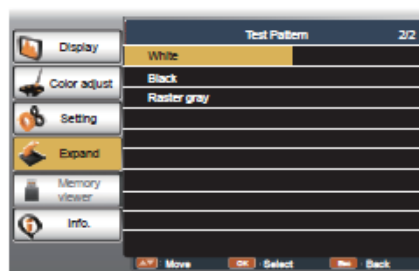 Test Pattern 2/2
Display
Color adjust
Setting
Expand
Memory
viewer
Info.
White
Black
Raster gray
Move OK : Select Esc : Back